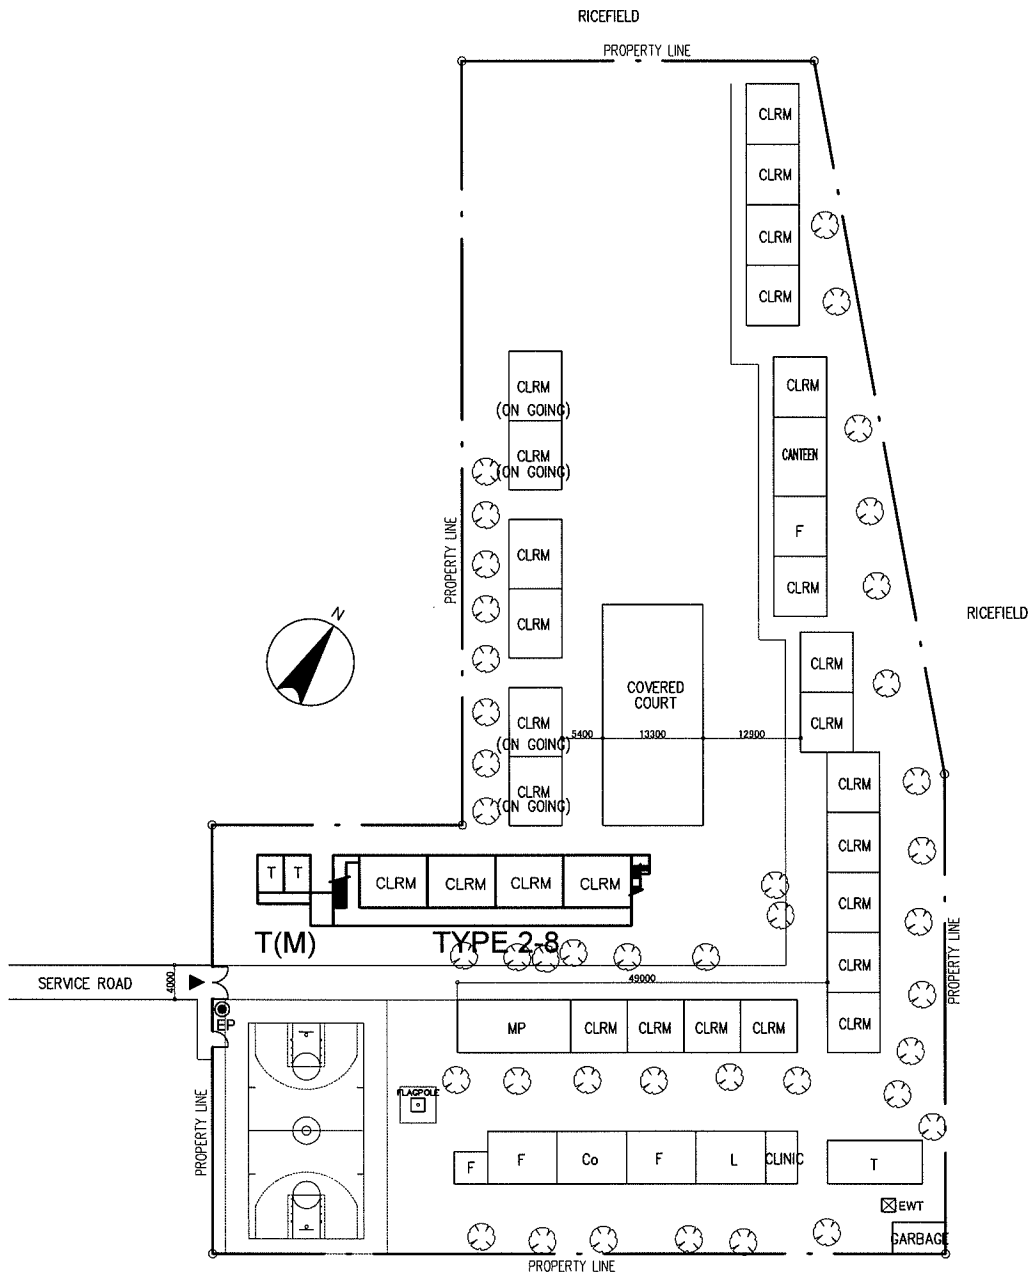 RICEFIELD
PROPERTY LINE
CLRM
CLRM
CLRM
CLRM
CLRM
(ON GOING)
CLRM
(ON GOING)
CLRM
CANTEEN
F
CLRM
PROPERTY LINE
CLRM
CLRM
RICEFIELD
N
CLRM
CLRM
COVERED
COURT
CLRM
(ON GOING)
CLRM
(ON GOING)
5400
13300
12900
CLRM
CLRM
CLRM
CLRM
CLRM
T T
CLRM CLRM CLRM CLRM
T(M)
TYPE 2-8
PROPERTY LINE
SERVICE ROAD
4000
49000
EP
MP CLRM CLRM CLRM CLRM
FLAGPOLE
PROPERTY LINE
F F Co F L CLINIC
T
EWT
GARBAGE
PROPERTY LINE